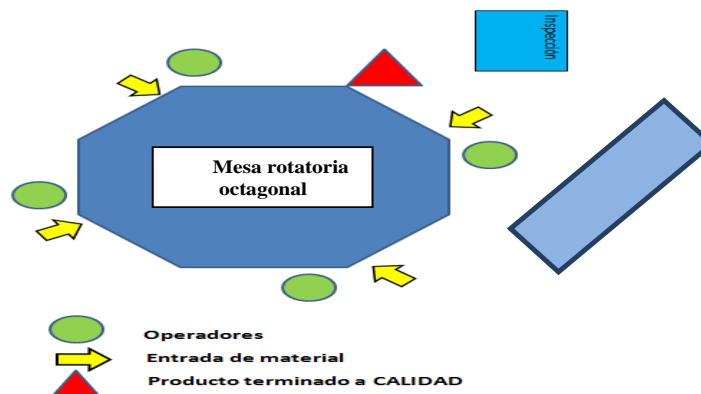 Inspección
Mesa rotatoria
octagonal
Operadores
Entrada de material
Producto terminado a CALIDAD